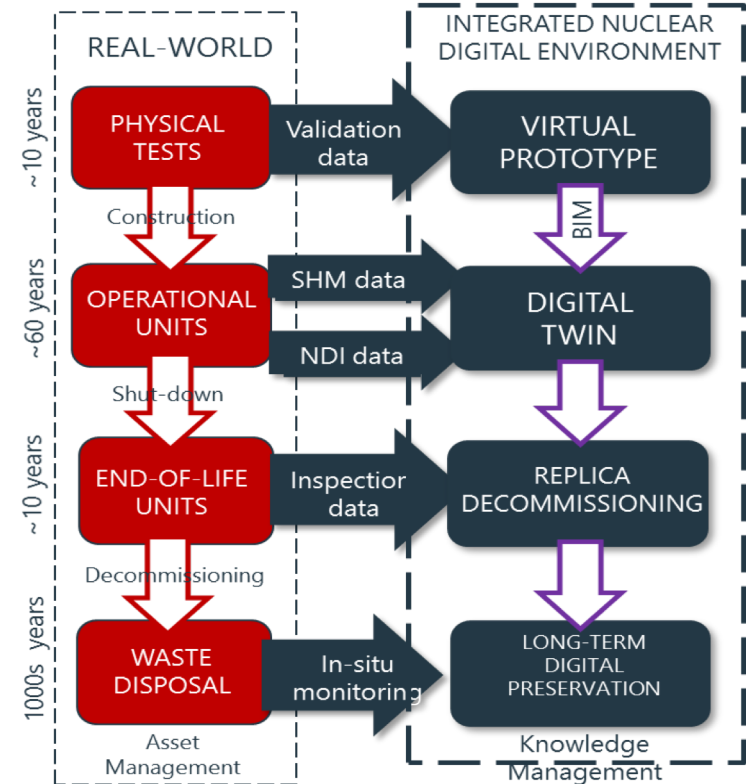 REAL-WORLD
INTEGRATED NUCLEAR
DIGITAL ENVIRONMENT
~10 years
PHYSICAL
TESTS
Validation
data
VIRTUAL
PROTOTYPE
Construction
BIM
~60 years
OPERATIONAL
UNITS
SHM data
NDI data
DIGITAL
TWIN
Shut-down
~10 years
END-OF-LIFE
UNITS
Inspection
data
REPLICA
DECOMMISSIONING
Decommissioning
1000s years
WASTE
DISPOSAL
In-situ
monitoring
LONG-TERM
DIGITAL
PRESERVATION
Asset
Management
Knowledge
Management